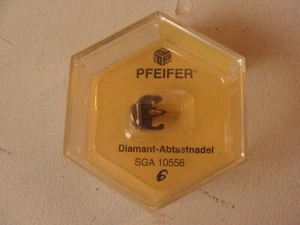 PFEIFER
Diamant-Abtastnadel
SGA 10556
6